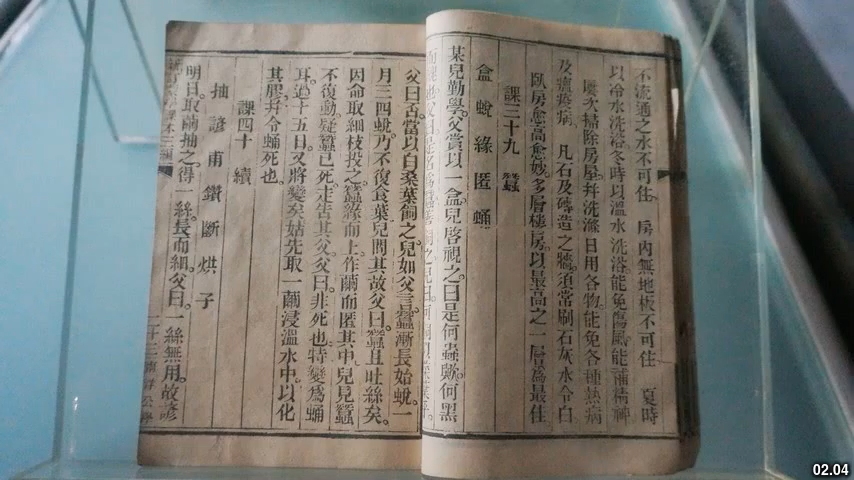 不流通之水不可住　房內無地板不可住　夏時
以冷水洗浴冬時以溫水洗浴能免傷風能補精神
屢次掃除房屋幷洗滌日用各物能免各種熱病
及瘟疫病　凡石及磚造之牆須當刷石灰水令白
臥房愈高愈妙多層樓房以最高之一層爲最佳
課三十九　蠶
盒 蛻 緣 匿 蛹
某兒勤學。父賞以一盒。兒啓視之曰。是何蟲歟。何黑
父曰。否。當以白桑葉飼之。兒如父言。蠶漸長。始蛻。一
月三四蛻。乃不復食葉。兒問其故。父曰。蠶且吐絲矣。
因命取細枝投之。蠶緣而上。作繭而匿其中。兒見蠶
不復動。疑蠶已死。走告其父。父曰。非死也。特變爲蛹
耳。過十五日。又將變矣。姑先取一繭浸溫水中。以化
其膠。幷令蛹死也。
課四十　續
抽 諺 甫 鑽 斷 烘 子
明日。取繭抽之。得一絲。長而細。父曰。一絲無用。故諺
02.04